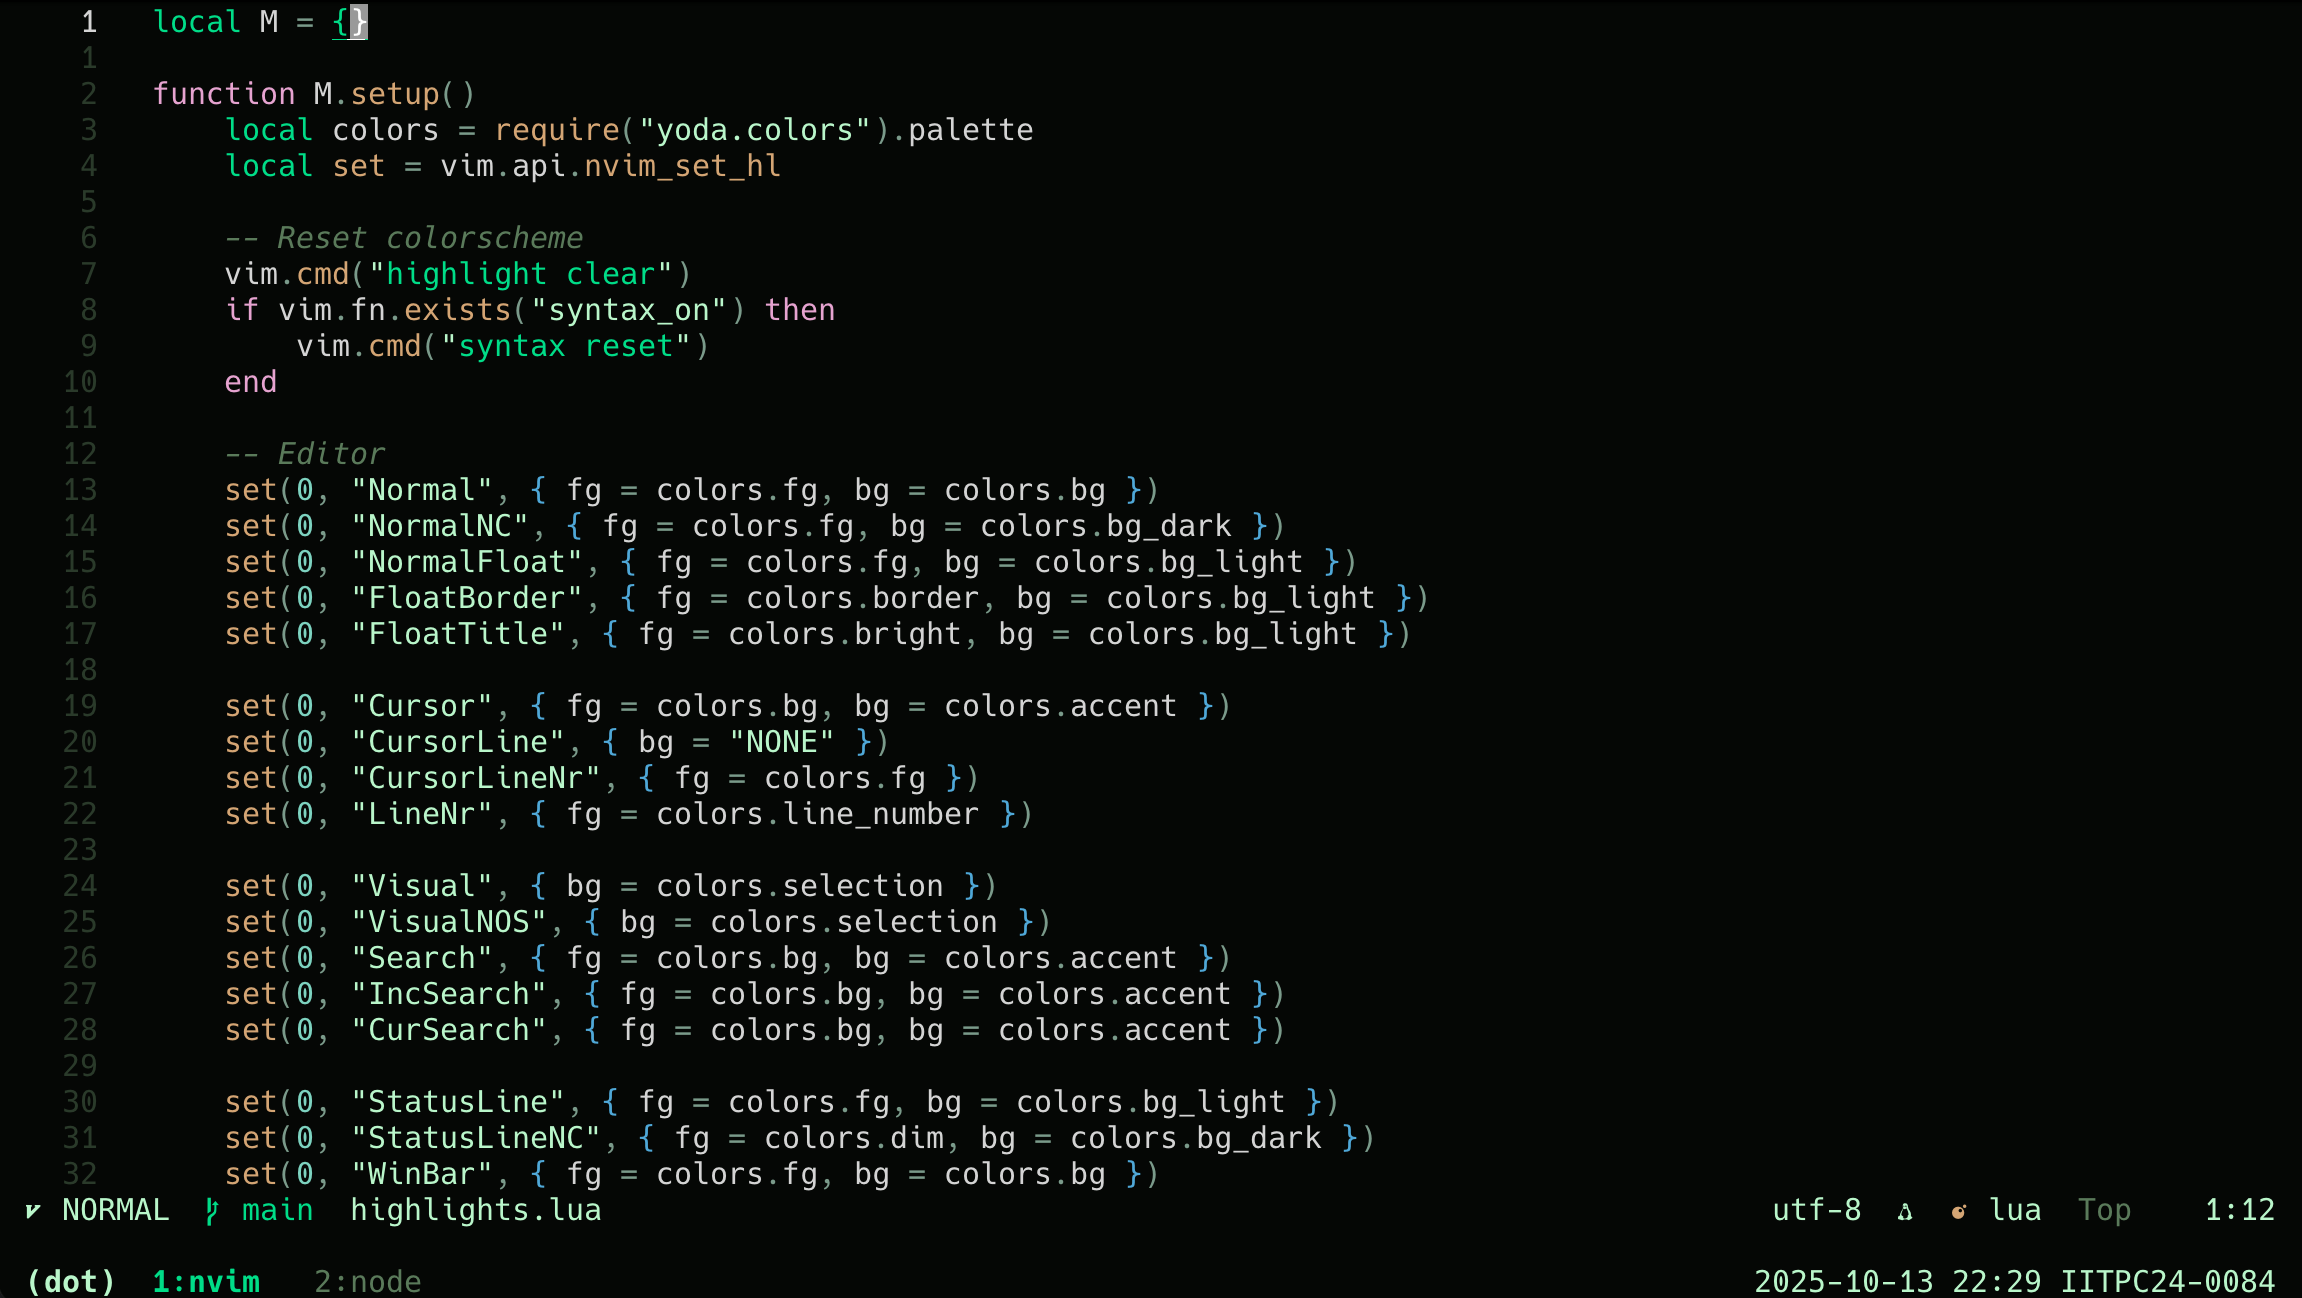 1 local M = {}
1
2 function M.setup()
3 local colors = require("yoda.colors").palette
4 local set = vim.api.nvim_set_hl
5
6 -- Reset colorscheme
7 vim.cmd("highlight clear")
8 if vim.fn.exists("syntax_on") then
9 vim.cmd("syntax reset")
10 end
11
12 -- Editor
13 set(0, "Normal", { fg = colors.fg, bg = colors.bg })
14 set(0, "NormalNC", { fg = colors.fg, bg = colors.bg_dark })
15 set(0, "NormalFloat", { fg = colors.fg, bg = colors.bg_light })
16 set(0, "FloatBorder", { fg = colors.border, bg = colors.bg_light })
17 set(0, "FloatTitle", { fg = colors.bright, bg = colors.bg_light })
18
19 set(0, "Cursor", { fg = colors.bg, bg = colors.accent })
20 set(0, "CursorLine", { bg = "NONE" })
21 set(0, "CursorLineNr", { fg = colors.fg })
22 set(0, "LineNr", { fg = colors.line_number })
23
24 set(0, "Visual", { bg = colors.selection })
25 set(0, "VisualNOS", { bg = colors.selection })
26 set(0, "Search", { fg = colors.bg, bg = colors.accent })
27 set(0, "IncSearch", { fg = colors.bg, bg = colors.accent })
28 set(0, "CurSearch", { fg = colors.bg, bg = colors.accent })
29
30 set(0, "StatusLine", { fg = colors.fg, bg = colors.bg_light })
31 set(0, "StatusLineNC", { fg = colors.dim, bg = colors.bg_dark })
32 set(0, "WinBar", { fg = colors.fg, bg = colors.bg })
NORMAL main highlights.lua utf-8 lua Top 1:12
(dot) 1:nvim 2:node 2025-10-13 22:29 IITPC24-0084